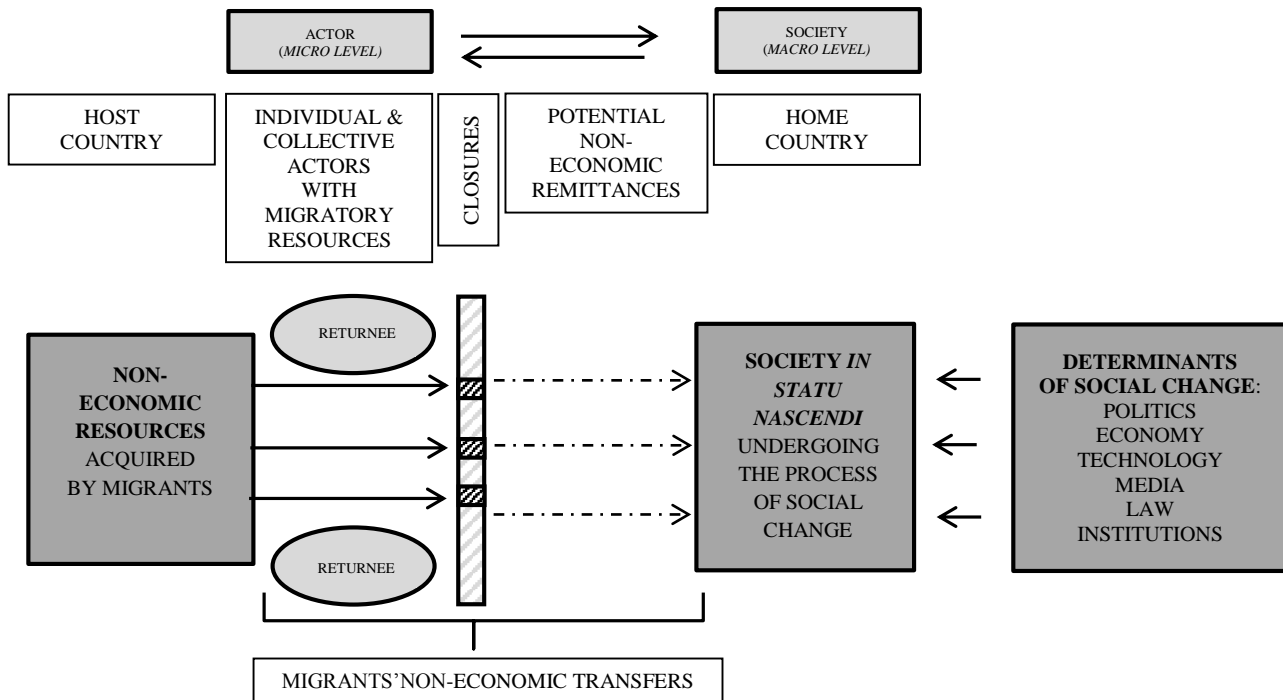 ACTOR
(MICRO LEVEL)
SOCIETY
(MACRO LEVEL)
HOST
COUNTRY
INDIVIDUAL &
COLLECTIVE
ACTORS
WITH
MIGRATORY
RESOURCES
CLOSURES
POTENTIAL
NON-
ECONOMIC
REMITTANCES
HOME
COUNTRY
NON-
ECONOMIC
RESOURCES
ACQUIRED
BY MIGRANTS
RETURNEE
RETURNEE
SOCIETY IN
STATU
NASCENDI
UNDERGOING
THE PROCESS
OF SOCIAL
CHANGE
DETERMINANTS
OF SOCIAL CHANGE:
POLITICS
ECONOMY
TECHNOLOGY
MEDIA
LAW
INSTITUTIONS
MIGRANTS’NON-ECONOMIC TRANSFERS